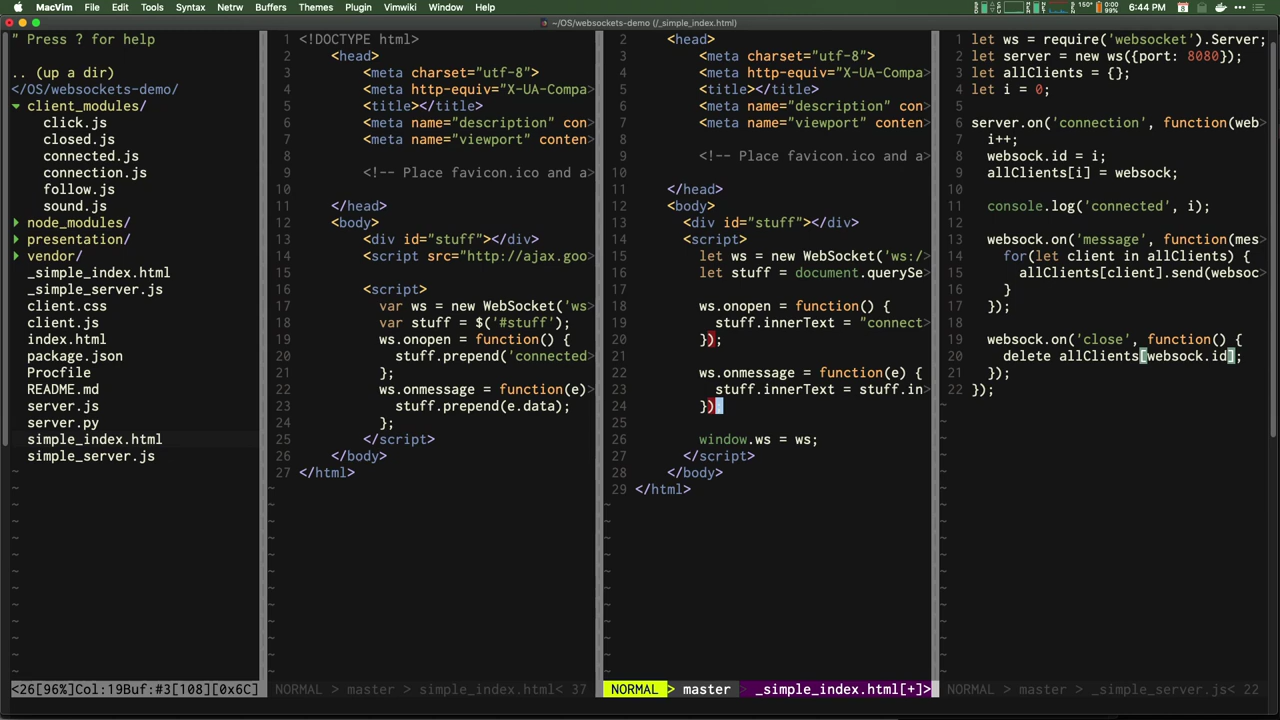 MacVim File Edit Tools Syntax Netrw Buffers Themes Plugin Vimwiki Window Help 150° 0:00 99% 6:44 PM 8
~/OS/websockets-demo (/_simple_index.html)
" Press ? for help
.. (up a dir)
</OS/websockets-demo/
client_modules/
click.js
closed.js
connected.js
connection.js
follow.js
sound.js
node_modules/
presentation/
vendor/
_simple_index.html
_simple_server.js
client.css
client.js
index.html
package.json
Procfile
README.md
server.js
server.py
simple_index.html
simple_server.js
<26[96%]Col:19Buf:#3[108][0x6C]
1 <!DOCTYPE html>
2 <head>
3 <meta charset="utf-8">
4 <meta http-equiv="X-UA-Compa>
5 <title></title>
6 <meta name="description" con>
7 <meta name="viewport" conten>
8
9 <!-- Place favicon.ico and a>
10
11 </head>
12 <body>
13 <div id="stuff"></div>
14 <script src="http://ajax.goo>
15
16 <script>
17 var ws = new WebSocket('ws>
18 var stuff = $('#stuff');
19 ws.onopen = function() {
20 stuff.prepend('connected>
21 };
22 ws.onmessage = function(e)>
23 stuff.prepend(e.data);
24 };
25 </script>
26 </body>
27 </html>
NORMAL > master > simple_index.html< 37
2 <head>
3 <meta charset="utf-8">
4 <meta http-equiv="X-UA-Compa>
5 <title></title>
6 <meta name="description" con>
7 <meta name="viewport" conten>
8
9 <!-- Place favicon.ico and a>
10
11 </head>
12 <body>
13 <div id="stuff"></div>
14 <script>
15 let ws = new WebSocket('ws:/>
16 let stuff = document.querySe>
17
18 ws.onopen = function() {
19 stuff.innerText = "connect>
20 });
21
22 ws.onmessage = function(e) {
23 stuff.innerText = stuff.in>
24 });
25
26 window.ws = ws;
27 </script>
28 </body>
29 </html>
NORMAL > master _simple_index.html[+]>
1 let ws = require('websocket').Server;
2 let server = new ws({port: 8080});
3 let allClients = {};
4 let i = 0;
5
6 server.on('connection', function(web>
7 i++;
8 websock.id = i;
9 allClients[i] = websock;
10
11 console.log('connected', i);
12
13 websock.on('message', function(mes>
14 for(let client in allClients) {
15 allClients[client].send(websoc>
16 }
17 });
18
19 websock.on('close', function() {
20 delete allClients[websock.id];
21 });
22 });
NORMAL > master > _simple_server.js< 22